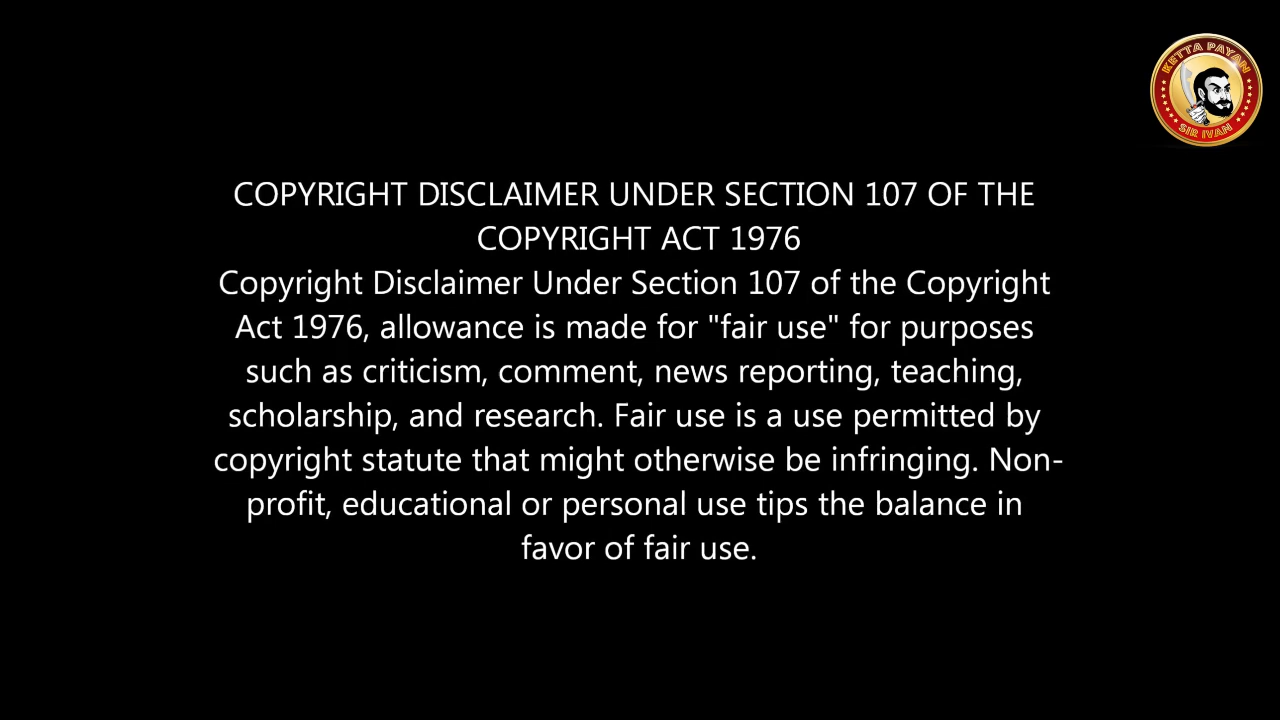 KETTA PAYAN
SIR IVAN
COPYRIGHT DISCLAIMER UNDER SECTION 107 OF THE
COPYRIGHT ACT 1976
Copyright Disclaimer Under Section 107 of the Copyright
Act 1976, allowance is made for "fair use" for purposes
such as criticism, comment, news reporting, teaching,
scholarship, and research. Fair use is a use permitted by
copyright statute that might otherwise be infringing. Non-
profit, educational or personal use tips the balance in
favor of fair use.